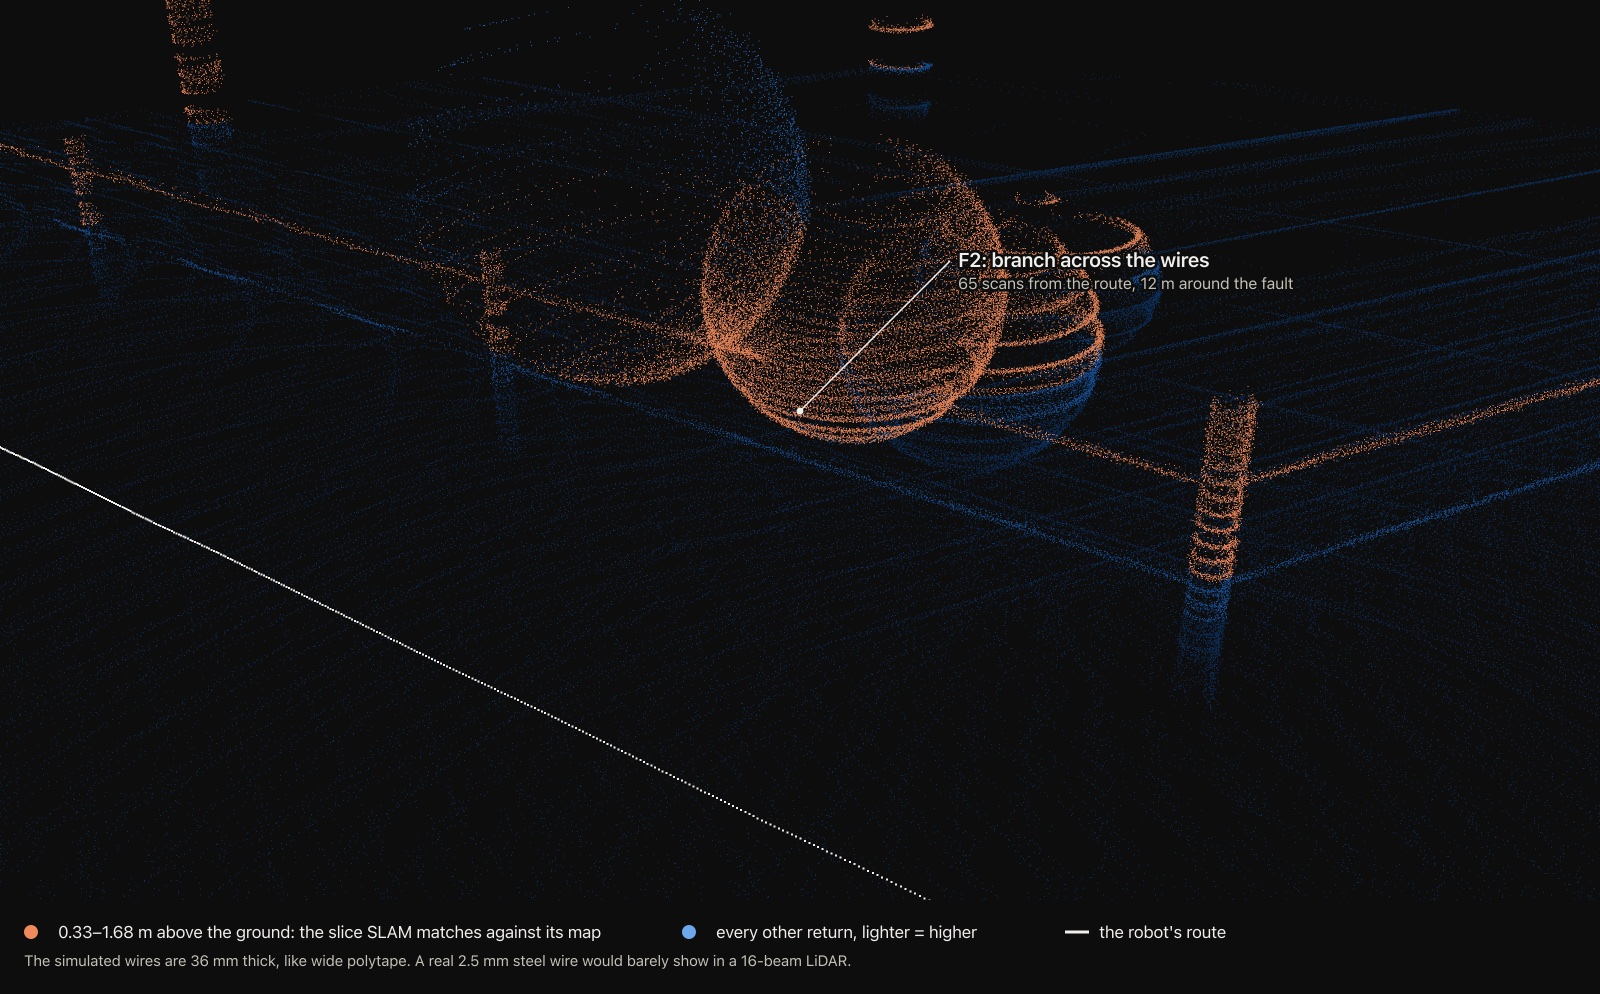 F2: branch across the wires
65 scans from the route, 12 m around the fault
0.33–1.68 m above the ground: the slice SLAM matches against its map
every other return, lighter = higher
the robot's route
The simulated wires are 36 mm thick, like wide polytape. A real 2.5 mm steel wire would barely show in a 16-beam LiDAR.